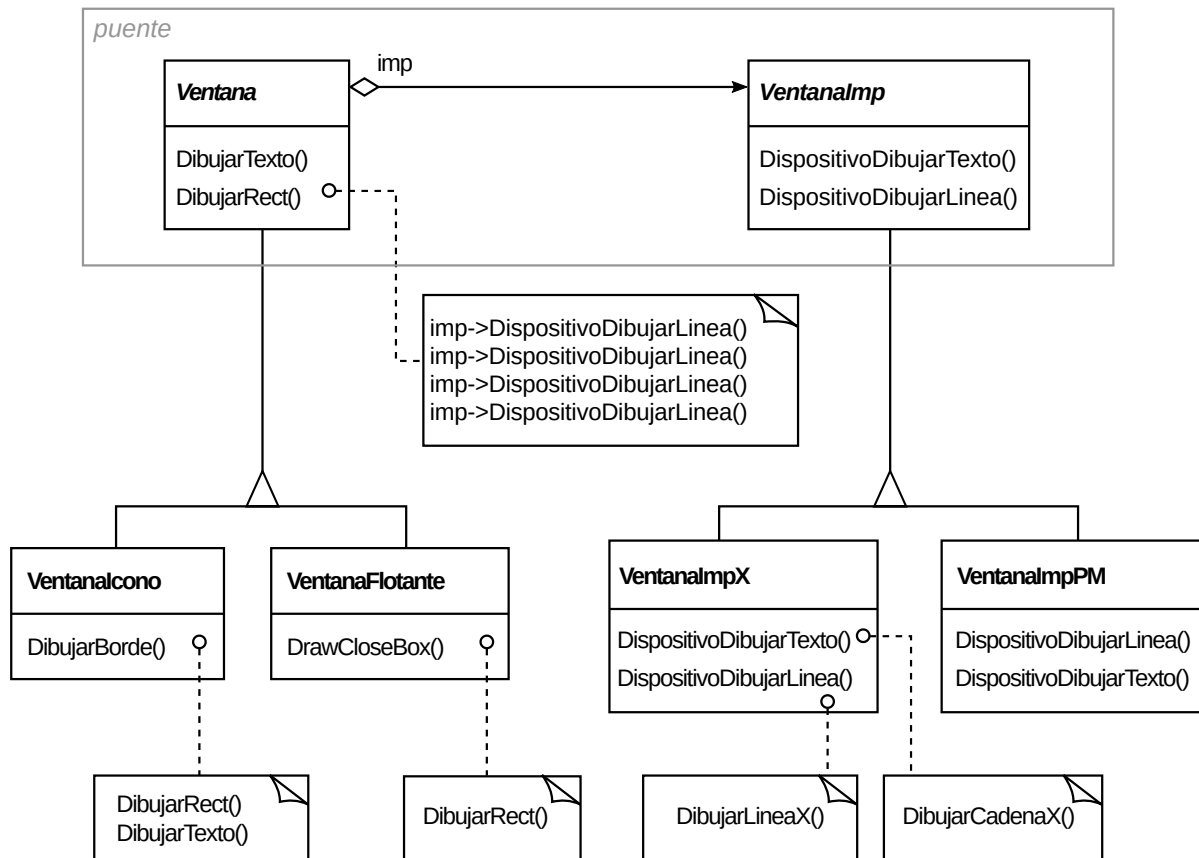 puente
Ventana
imp
VentanaImp
DibujarTexto()
DibujarRect()
DispositivoDibujarTexto()
DispositivoDibujarLinea()
imp->DispositivoDibujarLinea()
imp->DispositivoDibujarLinea()
imp->DispositivoDibujarLinea()
imp->DispositivoDibujarLinea()
VentanaIcono
DibujarBorde()
VentanaFlotante
DrawCloseBox()
VentanaImpX
DispositivoDibujarTexto()
DispositivoDibujarLinea()
VentanaImpPM
DispositivoDibujarLinea()
DispositivoDibujarTexto()
DibujarRect()
DibujarTexto()
DibujarRect()
DibujarLineaX()
DibujarCadenaX()